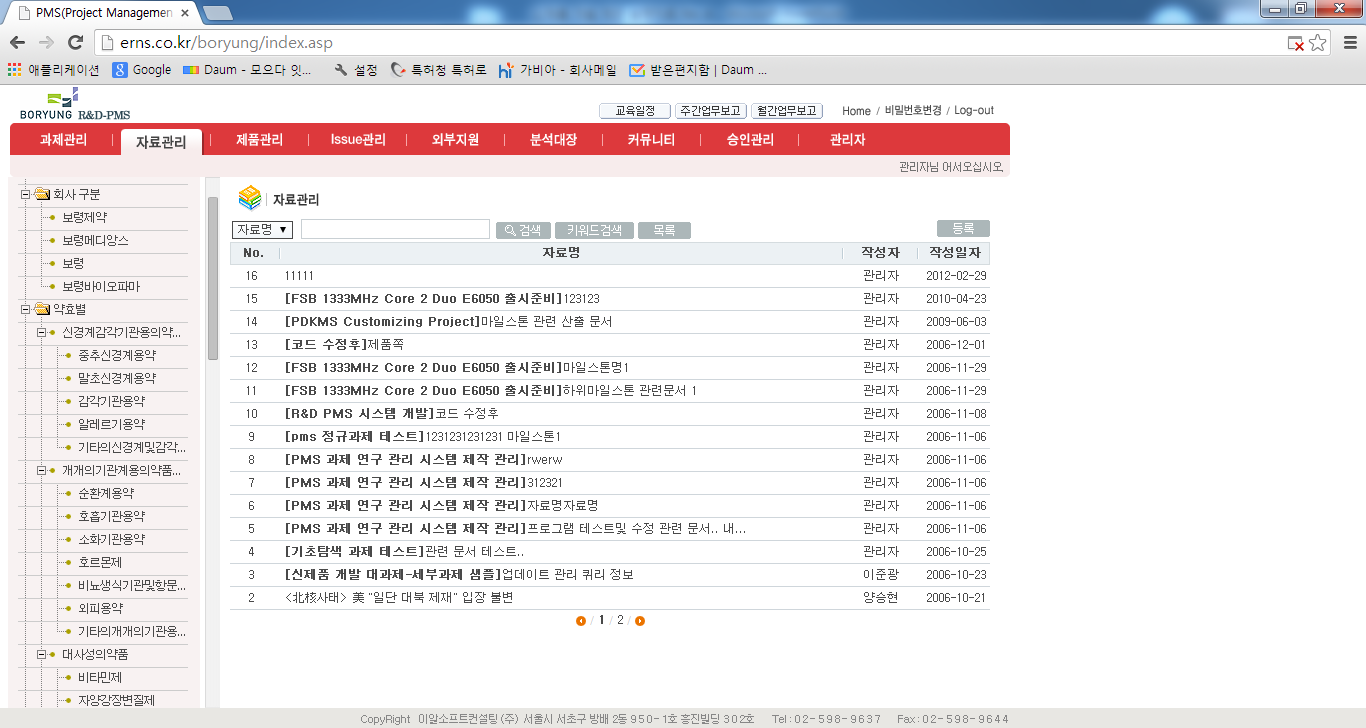 PMS(Project Managemen
erns.co.kr/boryung/index.asp
애플리케이션 Google Daum - 모으다 잇... 설정 특허청 특허로 가비아 - 회사메일 받은편지함 | Daum ...
BORYUNG R&D-PMS
교육일정 주간업무보고 월간업무보고 Home / 비밀번호변경 / Log-out
과제관리 자료관리 제품관리 Issue관리 외부지원 분석대장 커뮤니티 승인관리 관리자
관리자님 어서오십시오.
회사 구분
보령제약
보령메디앙스
보령
보령바이오파마
약효별
신경계감각기관용의약...
중추신경계용약
말초신경계용약
감각기관용약
알레르기용약
기타의신경계및감각...
개개의기관계용의약품...
순환계용약
호흡기관용약
소화기관용약
호르몬제
비뇨생식기관및항문...
외피용약
기타의개개의기관용...
대사성의약품
비타민제
자양강장변질제
자료관리
자료명 ▼ 검색 키워드검색 목록 등록
No. 자료명 작성자 작성일자
16 11111 관리자 2012-02-29
15 [FSB 1333MHz Core 2 Duo E6050 출시준비]123123 관리자 2010-04-23
14 [PDKMS Customizing Project]마일스톤 관련 산출 문서 관리자 2009-06-03
13 [코드 수정후]제품쪽 관리자 2006-12-01
12 [FSB 1333MHz Core 2 Duo E6050 출시준비]마일스톤명1 관리자 2006-11-29
11 [FSB 1333MHz Core 2 Duo E6050 출시준비]하위마일스톤 관련문서 1 관리자 2006-11-29
10 [R&D PMS 시스템 개발]코드 수정후 관리자 2006-11-08
9 [pms 정규과제 테스트]1231231231231 마일스톤1 관리자 2006-11-06
8 [PMS 과제 연구 관리 시스템 제작 관리]rwerw 관리자 2006-11-06
7 [PMS 과제 연구 관리 시스템 제작 관리]312321 관리자 2006-11-06
6 [PMS 과제 연구 관리 시스템 제작 관리]자료명자료명 관리자 2006-11-06
5 [PMS 과제 연구 관리 시스템 제작 관리]프로그램 테스트및 수정 관련 문서.. 내... 관리자 2006-11-06
4 [기초탐색 과제 테스트]관련 문서 테스트.. 관리자 2006-10-25
3 [신제품 개발 대과제-세부과제 샘플]업데이트 관리 쿼리 정보 이준광 2006-10-23
2 <北核사태> 美 "일단 대북 제재" 입장 불변 양승현 2006-10-21
/ 1 / 2 /
CopyRight 이알소프트컨설팅(주) 서울시 서초구 방배 2동 950-1호 홍진빌딩 302호 Tel:02-598-9637 Fax:02-598-9644